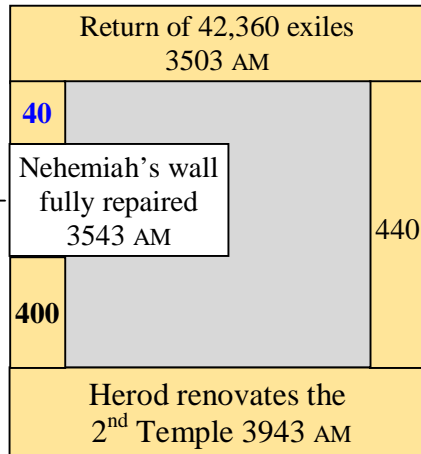 Return of 42,360 exiles
3503 AM
40
Nehemiah's wall
fully repaired
3543 AM
440
400
Herod renovates the
2nd Temple 3943 AM